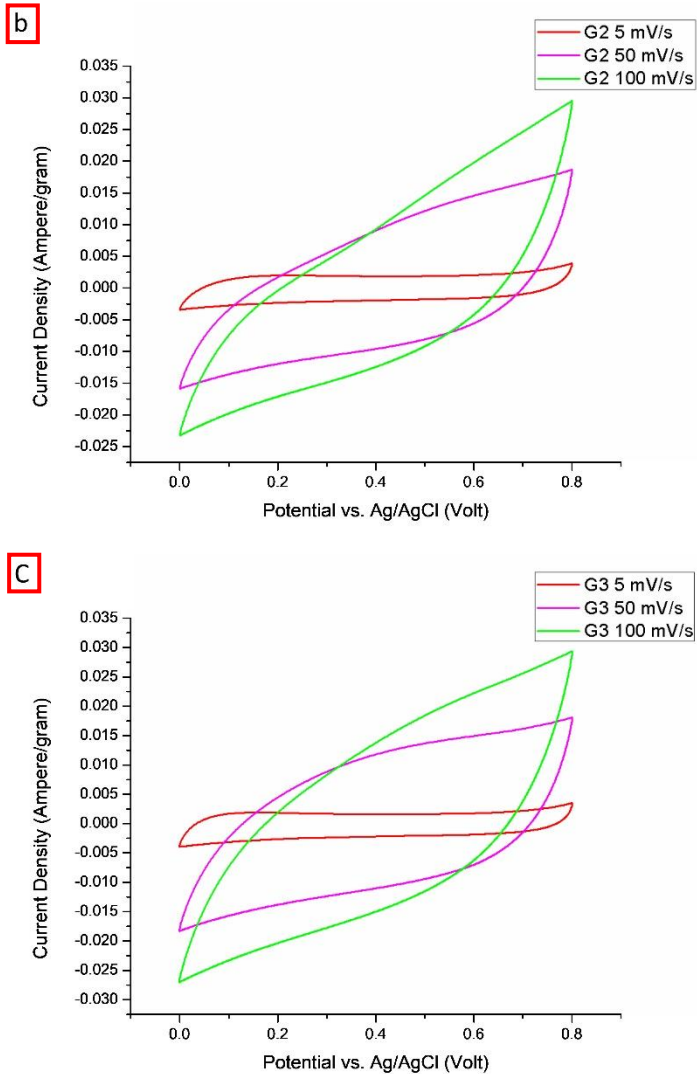 b
G2 5 mV/s
G2 50 mV/s
G2 100 mV/s
0.035
0.030
0.025
0.020
0.015
0.010
0.005
0.000
-0.005
-0.010
-0.015
-0.020
-0.025
Current Density (Ampere/gram)
0.0 0.2 0.4 0.6 0.8
Potential vs. Ag/AgCl (Volt)
C
G3 5 mV/s
G3 50 mV/s
G3 100 mV/s
0.035
0.030
0.025
0.020
0.015
0.010
0.005
0.000
-0.005
-0.010
-0.015
-0.020
-0.025
-0.030
Current Density (Ampere/gram)
0.0 0.2 0.4 0.6 0.8
Potential vs. Ag/AgCl (Volt)